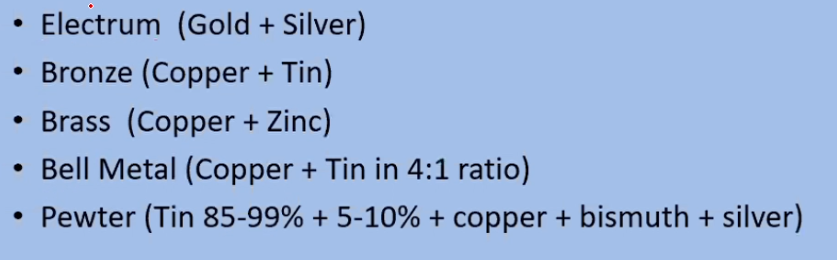 • Electrum  (Gold + Silver)
• Bronze (Copper + Tin)
• Brass  (Copper + Zinc)
• Bell Metal (Copper + Tin in 4:1 ratio)
• Pewter (Tin 85-99% + 5-10% + copper + bismuth + silver)